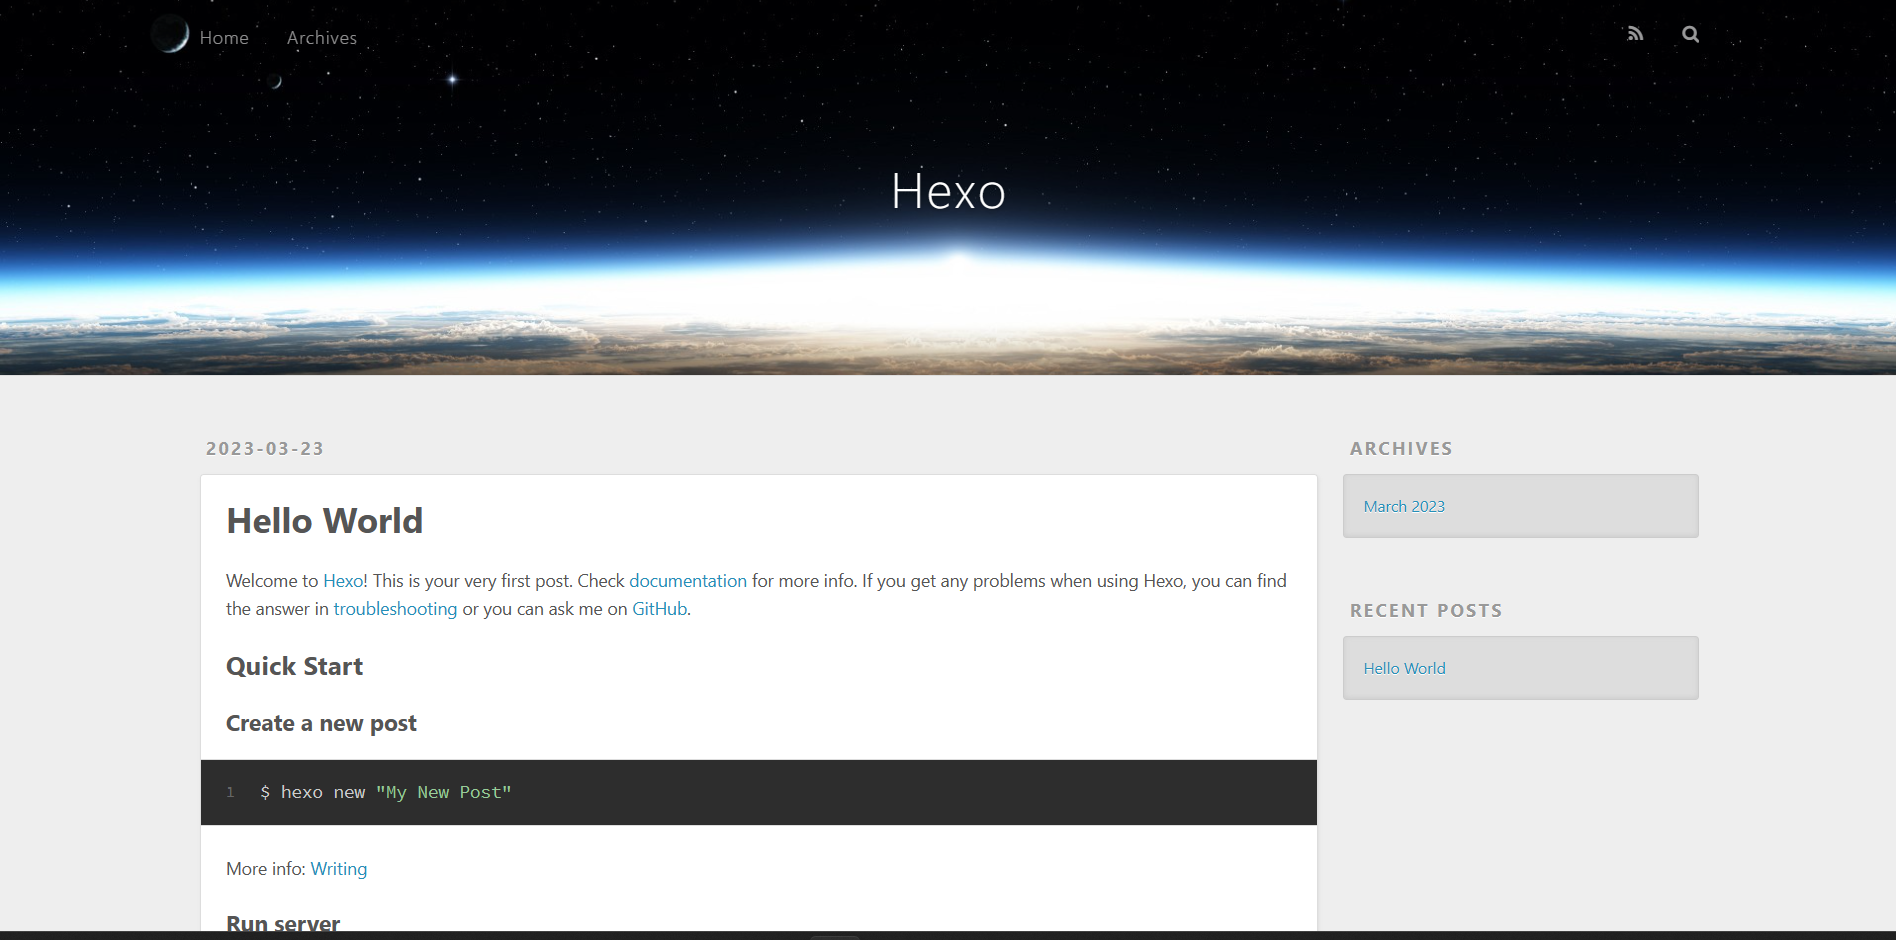 Home Archives
Hexo
2023-03-23
Hello World
Welcome to Hexo! This is your very first post. Check documentation for more info. If you get any problems when using Hexo, you can find
the answer in troubleshooting or you can ask me on GitHub.
Quick Start
Create a new post
1 $ hexo new "My New Post"
More info: Writing
Run server
ARCHIVES
March 2023
RECENT POSTS
Hello World